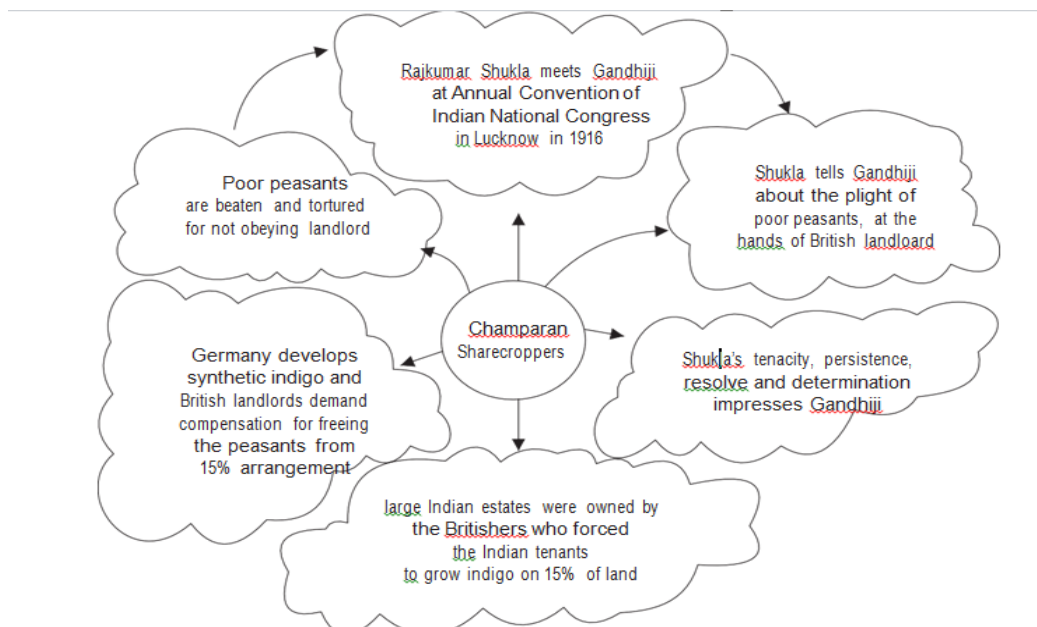 Rajkumar Shukla meets Gandhiji
at Annual Convention of
Indian National Congress
in Lucknow in 1916
Shukla tells Gandhiji
about the plight of
poor peasants, at the
hands of British landloard
Poor peasants
are beaten and tortured
for not obeying landlord
Champaran
Sharecroppers
Shukla's tenacity, persistence,
resolve and determination
impresses Gandhiji
Germany develops
synthetic indigo and
British landlords demand
compensation for freeing
the peasants from
15% arrangement
large Indian estates were owned by
the Britishers who forced
the Indian tenants
to grow indigo on 15% of land